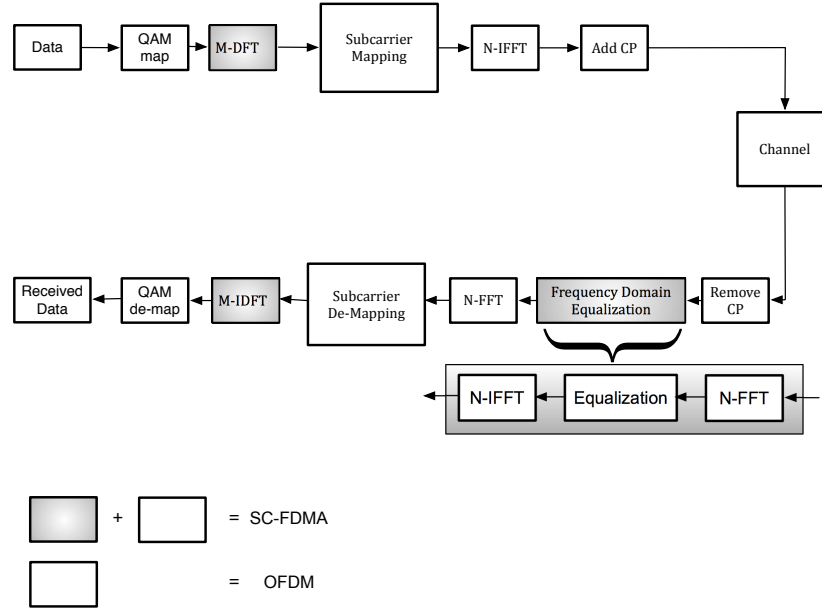 Data
QAM
map
M-DFT
Subcarrier
Mapping
N-IFFT
Add CP
Channel
Received
Data
QAM
de-map
M-IDFT
Subcarrier
De-Mapping
N-FFT
Frequency Domain
Equalization
Remove
CP
N-IFFT
Equalization
N-FFT
+ = SC-FDMA
= OFDM